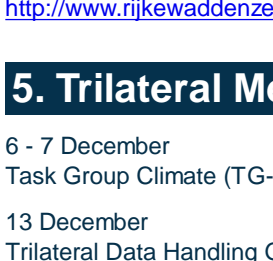 http://www.rijkewaddenze
5. Trilateral M
6 - 7 December
Task Group Climate (TG-
13 December
Trilateral Data Handling